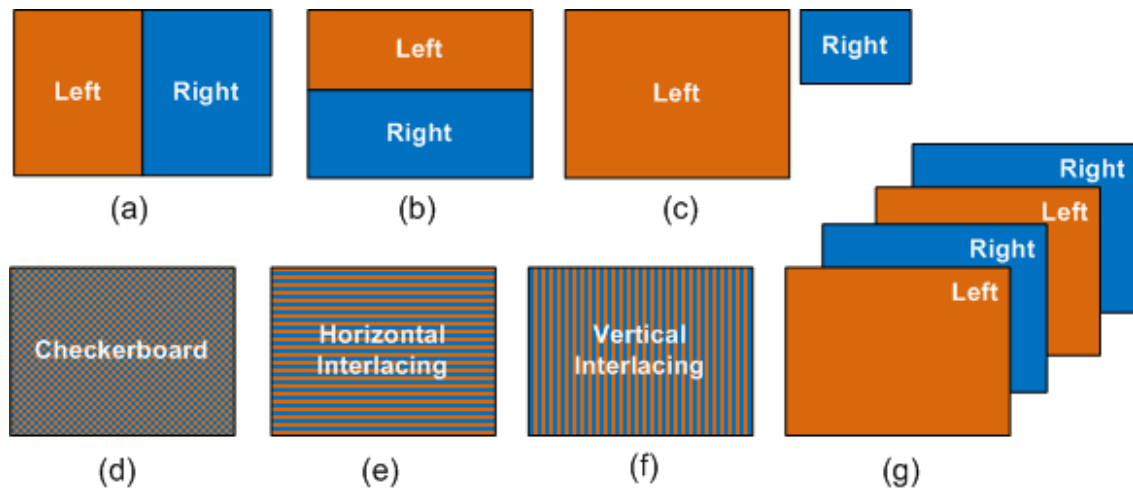 Left
Right
(a)
Left
Right
(b)
Left
Right
(c)
Checkerboard
(d)
Horizontal
Interlacing
(e)
Vertical
Interlacing
(f)
Right
Left
Right
Left
(g)